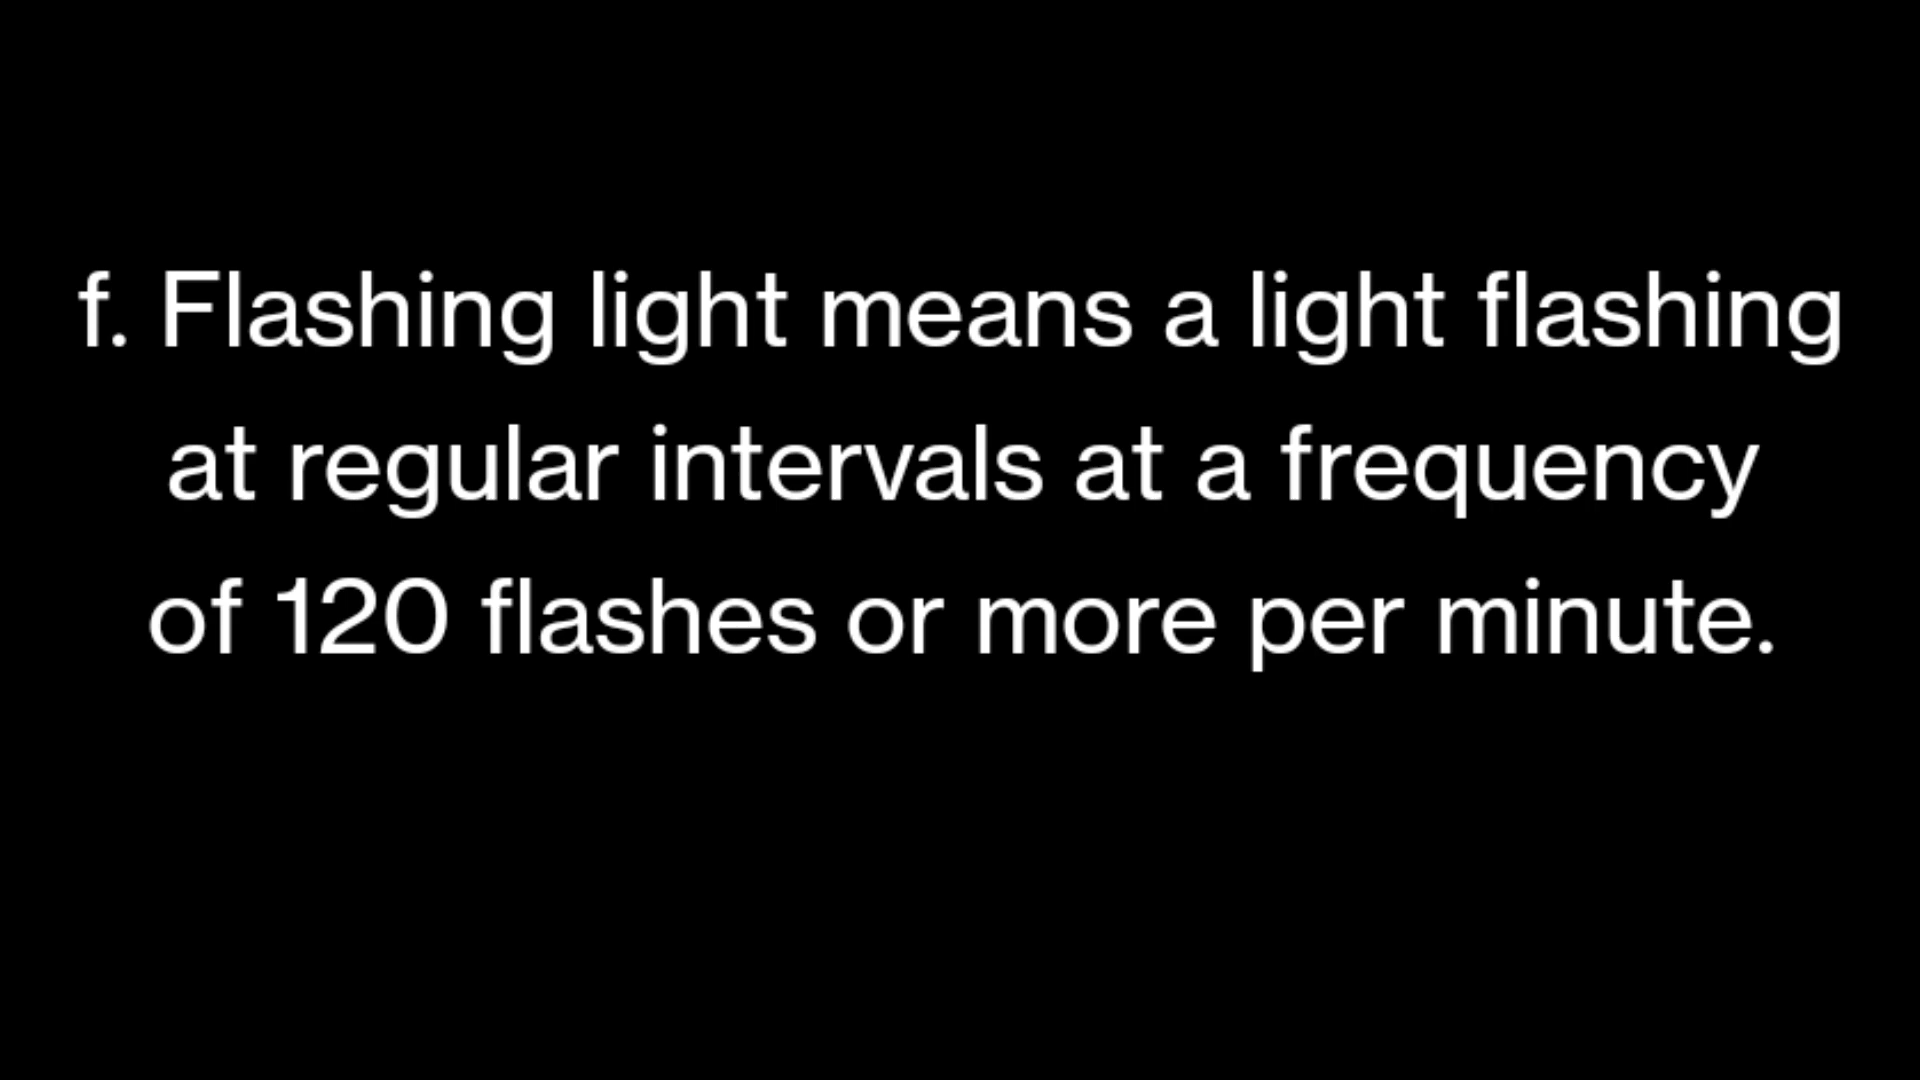 f. Flashing light means a light flashing
at regular intervals at a frequency
of 120 flashes or more per minute.